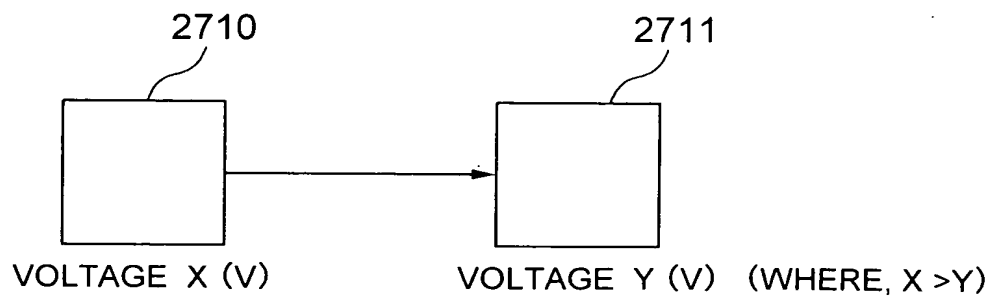 2710 2711
VOLTAGE X (V) VOLTAGE Y (V) (WHERE, X >Y)